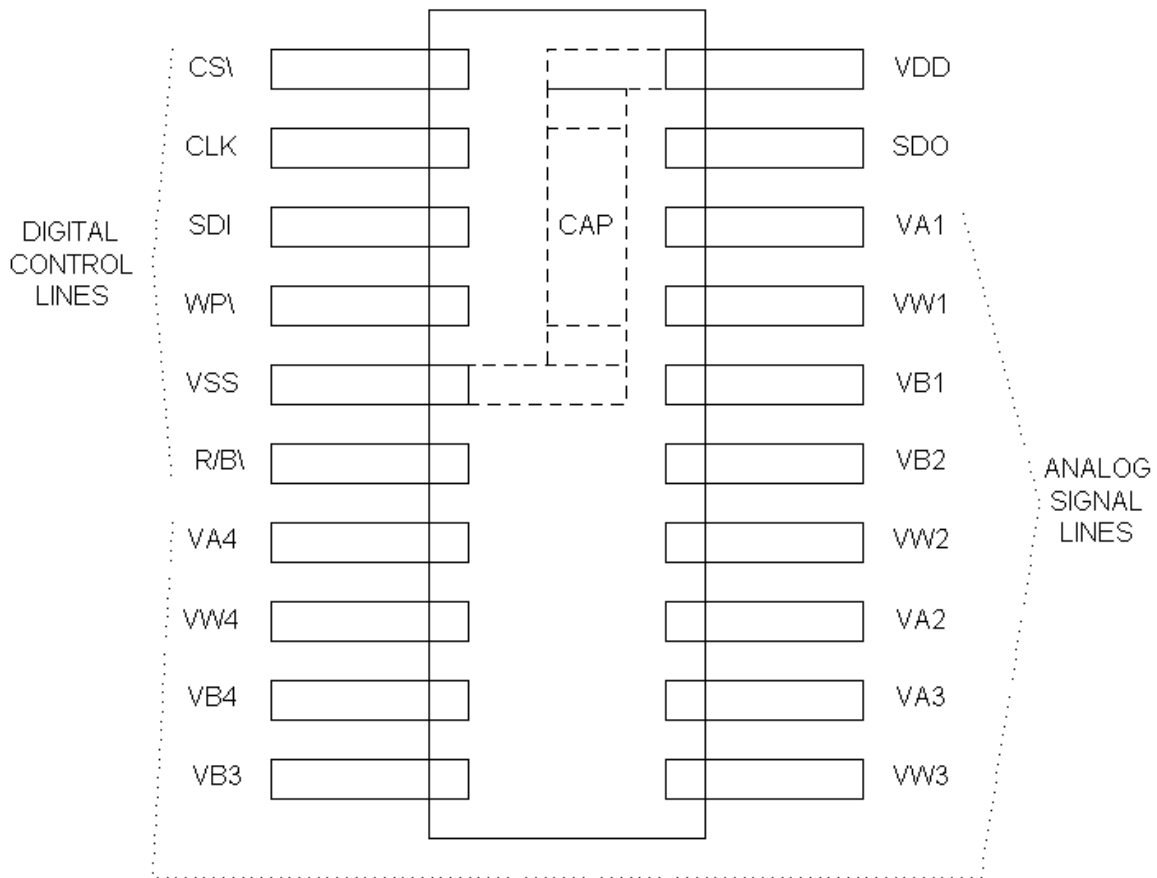 CS\
VDD
CLK
SDO
SDI
CAP
VA1
DIGITAL
CONTROL
LINES
WP\
VW1
VSS
VB1
R/B\
VB2
ANALOG
SIGNAL
LINES
VA4
VW2
VW4
VA2
VB4
VA3
VB3
VW3